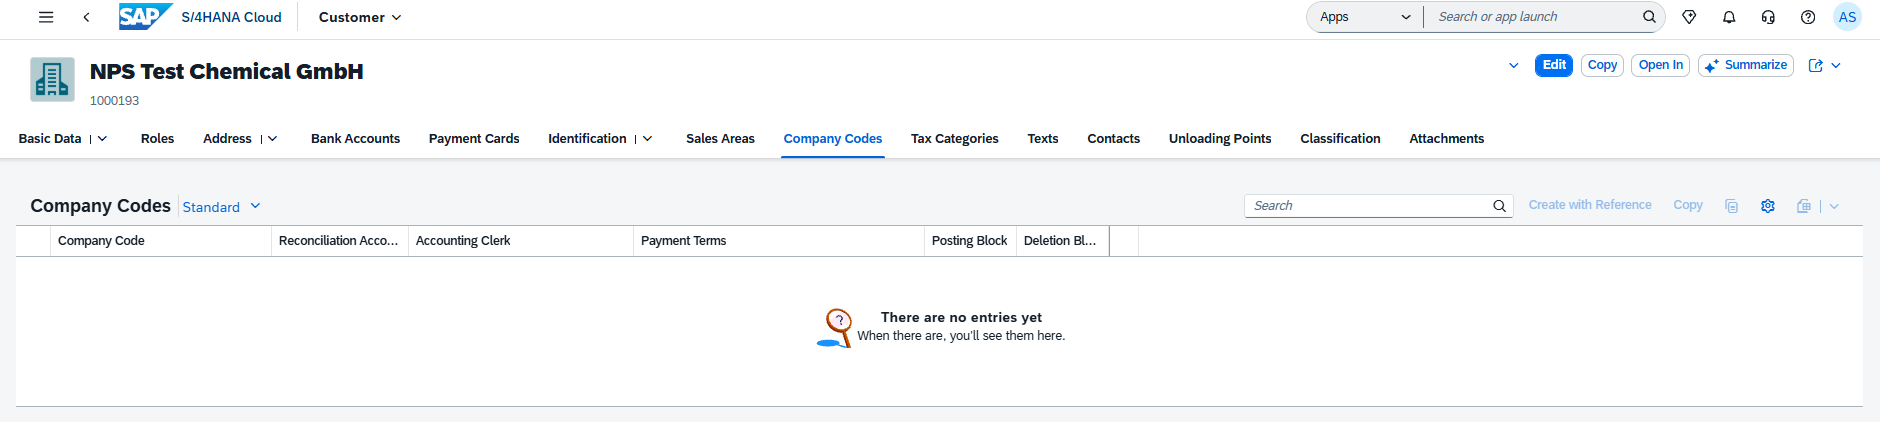 SAP S/4HANA Cloud Customer Apps Search or app launch AS
NPS Test Chemical GmbH Edit Copy Open In Summarize
1000193
Basic Data Roles Address Bank Accounts Payment Cards Identification Sales Areas Company Codes Tax Categories Texts Contacts Unloading Points Classification Attachments
Company Codes Standard Search Create with Reference Copy
Company Code Reconciliation Acco... Accounting Clerk Payment Terms Posting Block Deletion Bl...
There are no entries yet
When there are, you'll see them here.